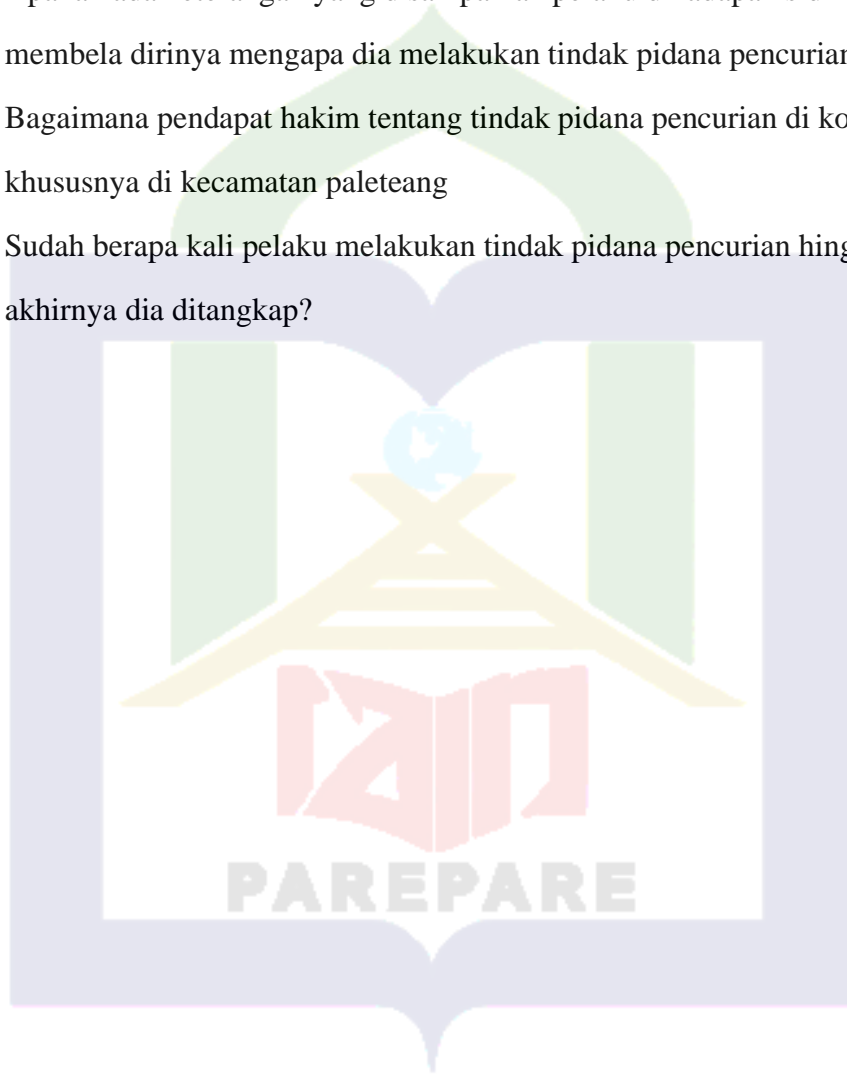 membela dirinya mengapa dia melakukan tindak pidana pencurian
Bagaimana pendapat hakim tentang tindak pidana pencurian di
khususnya di kecamatan paleteang
Sudah berapa kali pelaku melakukan tindak pidana pencurian
akhirnya dia ditangkap?
iain
PAREPARE